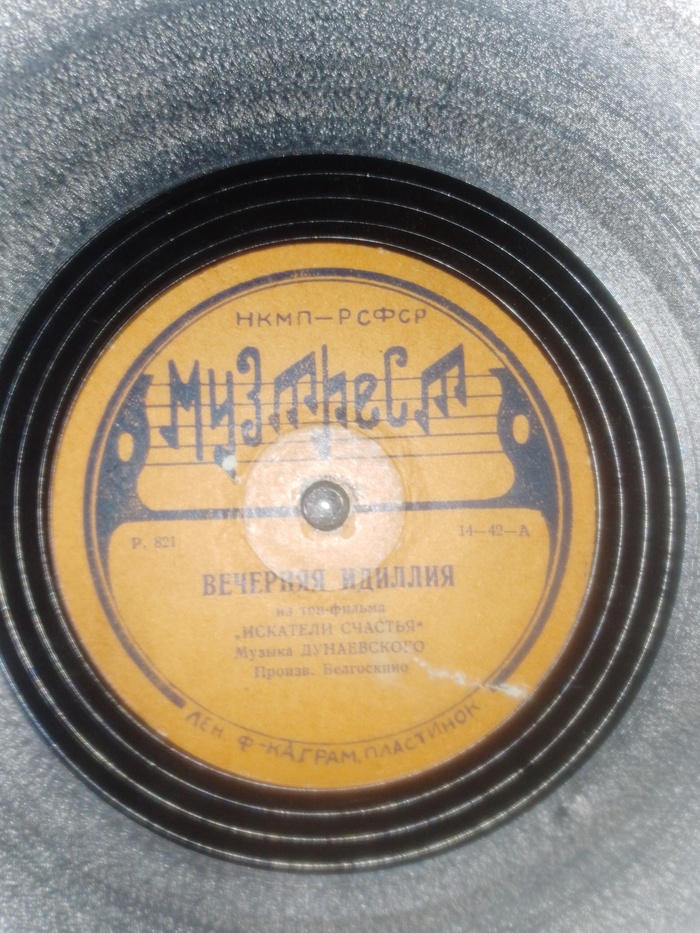 НКМП—РСФСР
МУЗТРЕСТ
Р. 821
14—42—А
ВЕЧЕРНЯЯ ИДИЛЛИЯ
из тон-фильма
„ИСКАТЕЛИ СЧАСТЬЯ"
Музыка ДУНАЕВСКОГО
Произв. Белгоскино
ЛЕН. Ф-КА ГРАМ. ПЛАСТИНОК